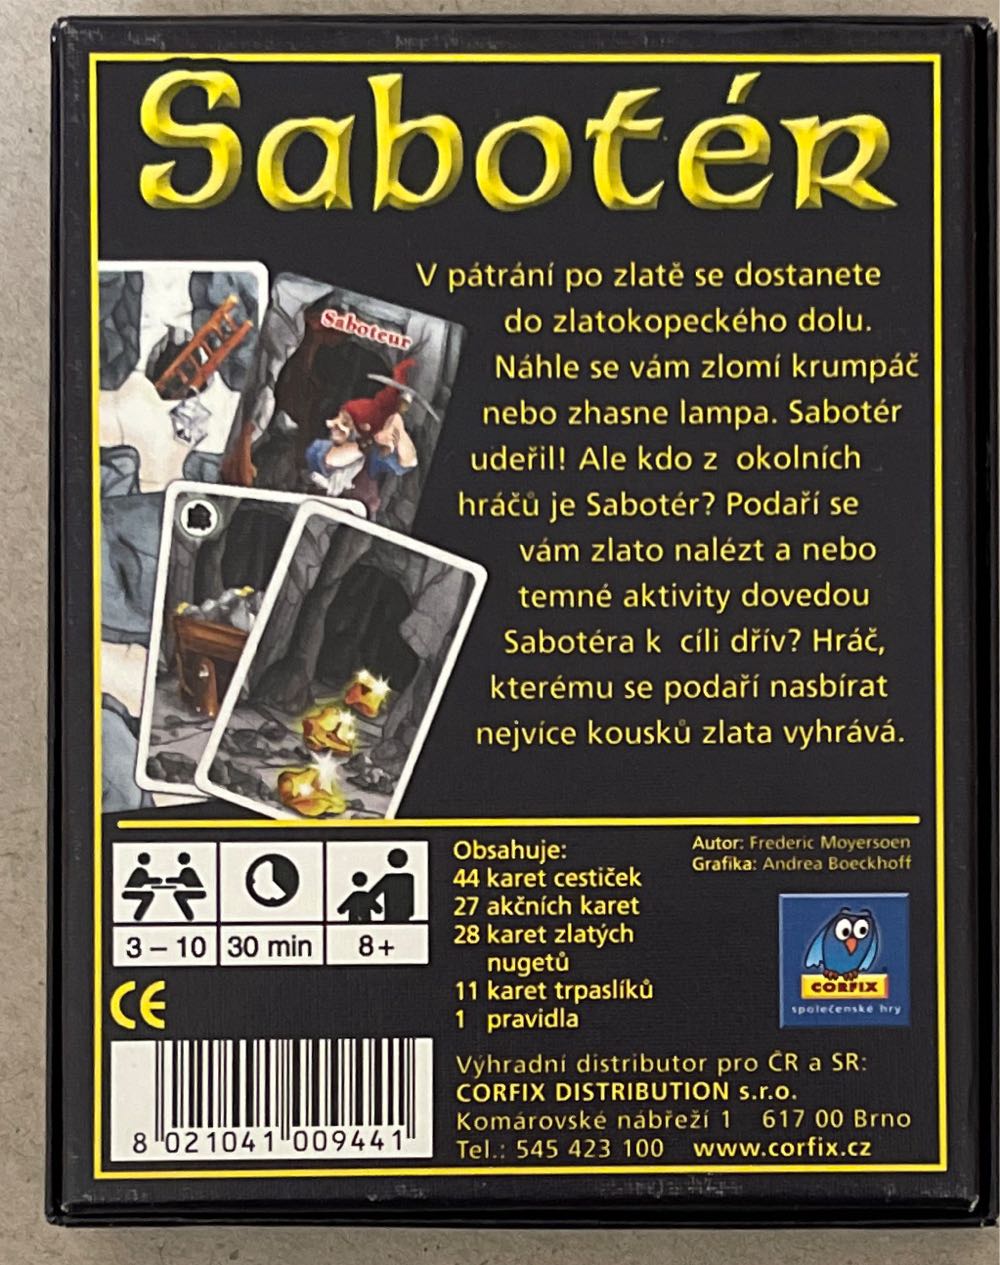 Sabotér
V pátrání po zlatě se dostanete
do zlatokopeckého dolu.
Náhle se vám zlomí krumpáč
nebo zhasne lampa. Sabotér
udeřil! Ale kdo z okolních
hráčů je Sabotér? Podaří se
vám zlato nalézt a nebo
temné aktivity dovedou
Sabotéra k cíli dřív? Hráč,
kterému se podaří nasbírat
nejvíce kousků zlata vyhrává.
Saboteur
3 – 10
30 min
8+
CE
Obsahuje:
44 karet cestiček
27 akčních karet
28 karet zlatých
nugetů
11 karet trpaslíků
1 pravidla
Autor: Frederic Moyersoen
Grafika: Andrea Boeckhoff
CORFIX
společenské hry
Výhradní distributor pro ČR a SR:
CORFIX DISTRIBUTION s.r.o.
Komárovské nábřeží 1 617 00 Brno
Tel.: 545 423 100 www.corfix.cz
8 021041 009441